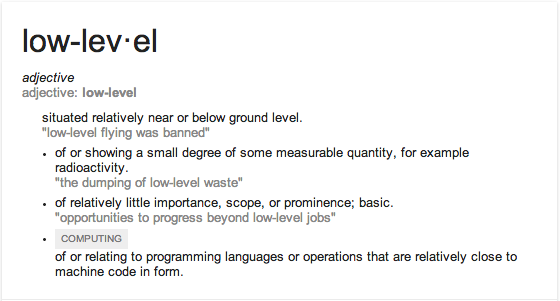 low-lev·el
adjective
adjective: low-level
situated relatively near or below ground level.
"low-level flying was banned"
• of or showing a small degree of some measurable quantity, for example
radioactivity.
"the dumping of low-level waste"
• of relatively little importance, scope, or prominence; basic.
"opportunities to progress beyond low-level jobs"
• COMPUTING
of or relating to programming languages or operations that are relatively close to
machine code in form.